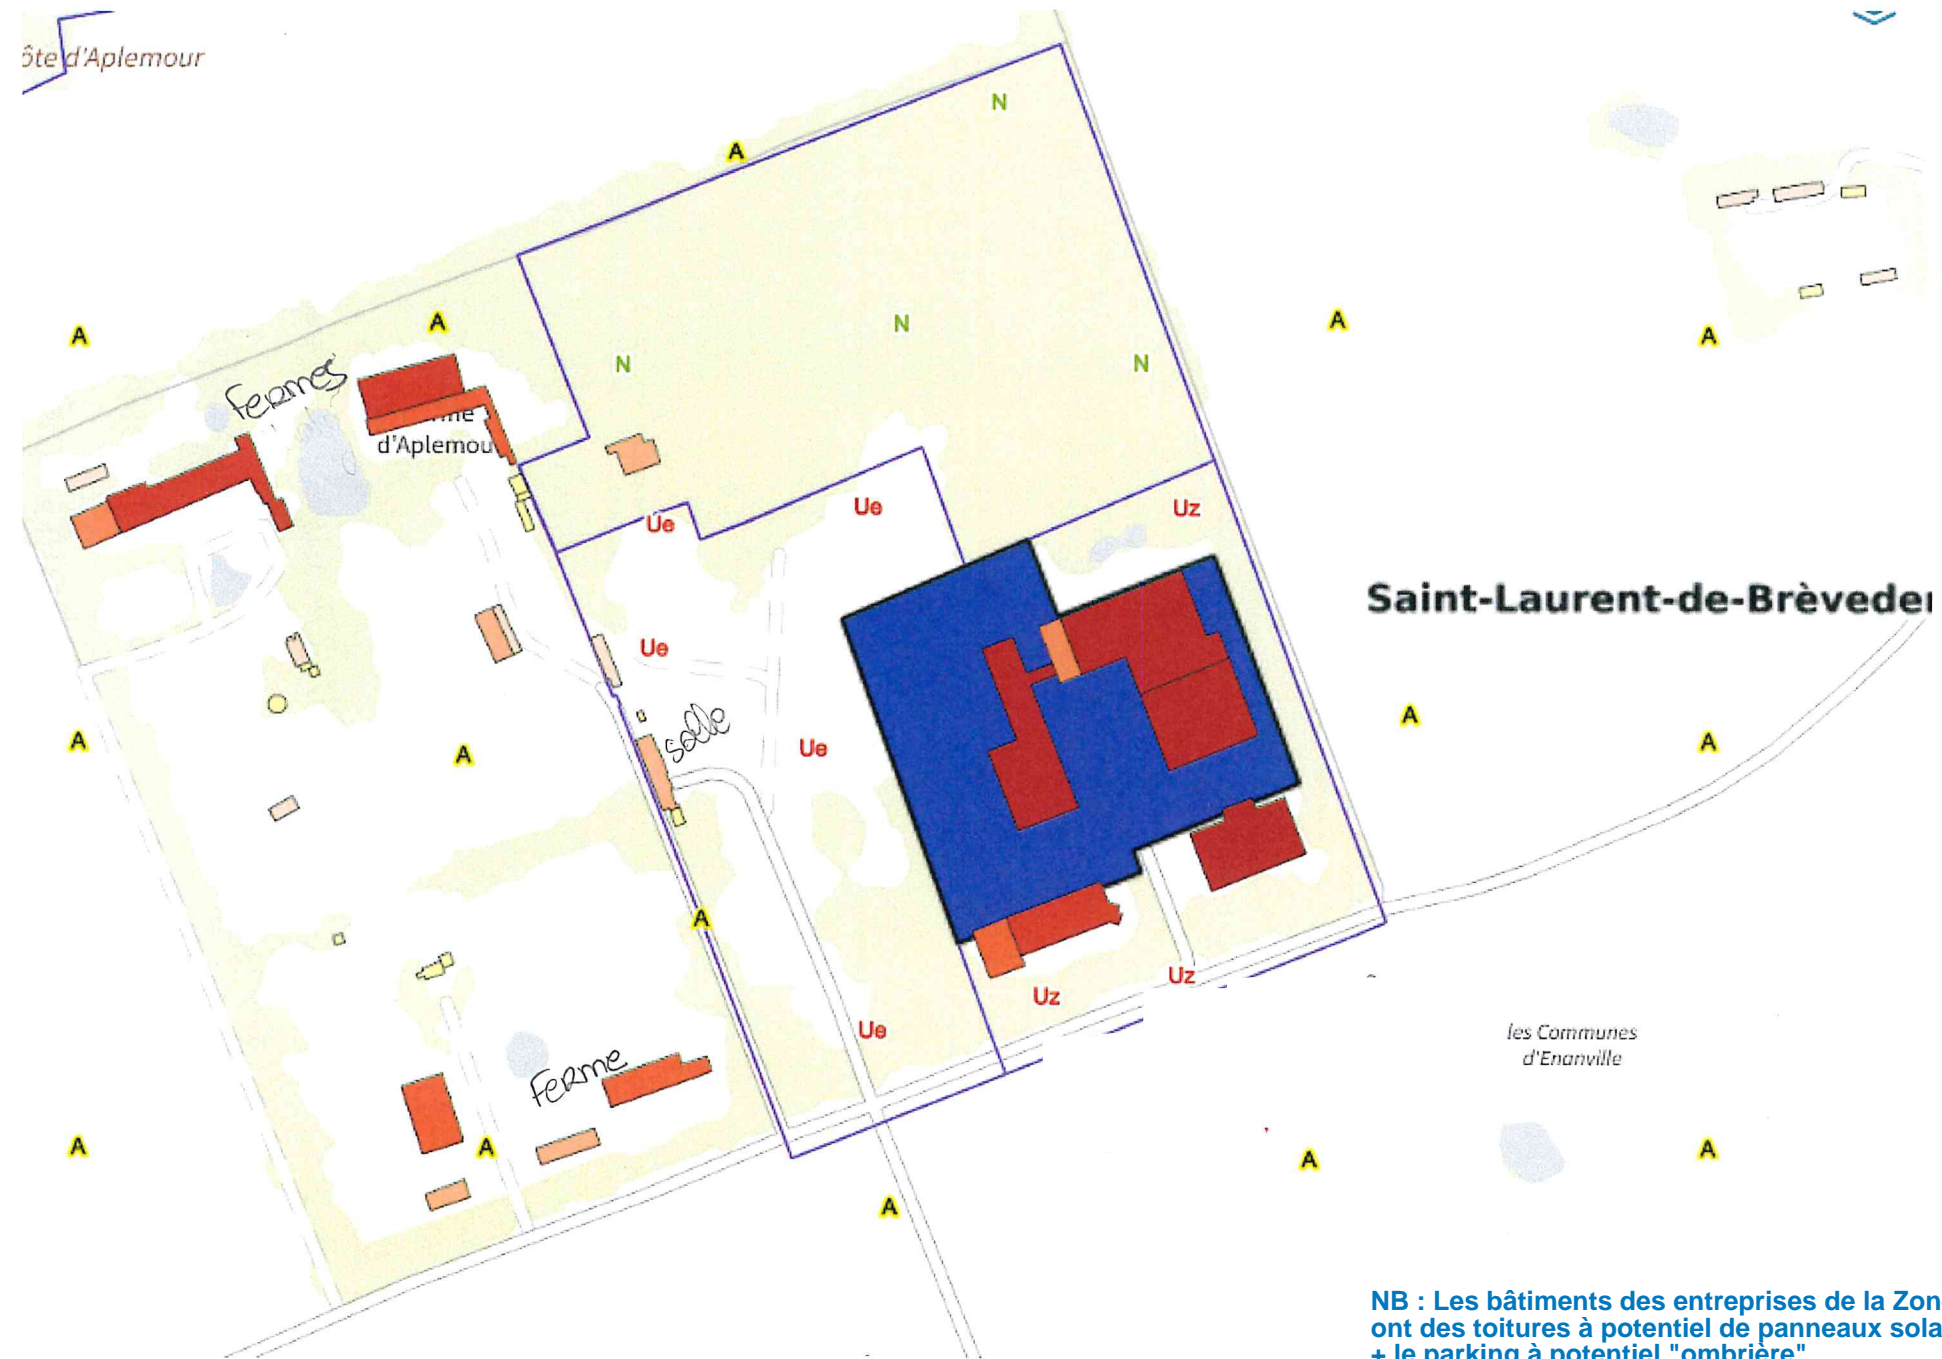 ôte d'Aplemour
N
A
A
A
A
A
N
N
N
Fermes
d'Aplemou
Ue
Ue
Uz
Saint-Laurent-de-Brèvede
Ue
Salle
A
A
Ue
A
A
A
Uz
Uz
Ue
les Communes
d'Enanville
Ferme
A
A
A
A
A
NB : Les bâtiments des entreprises de la Zon
ont des toitures à potentiel de panneaux sola
+ le parking à potentiel "ombrière"